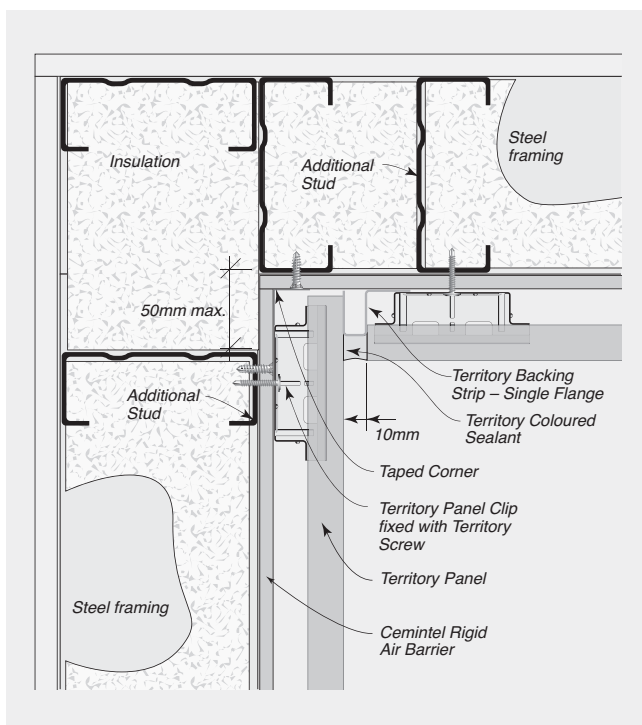 Insulation
Additional
Stud
Steel
framing
50mm max.
Additional
Stud
10mm
Territory Backing
Strip – Single Flange
Territory Coloured
Sealant
Taped Corner
Territory Panel Clip
fixed with Territory
Screw
Territory Panel
Steel framing
Cemintel Rigid
Air Barrier